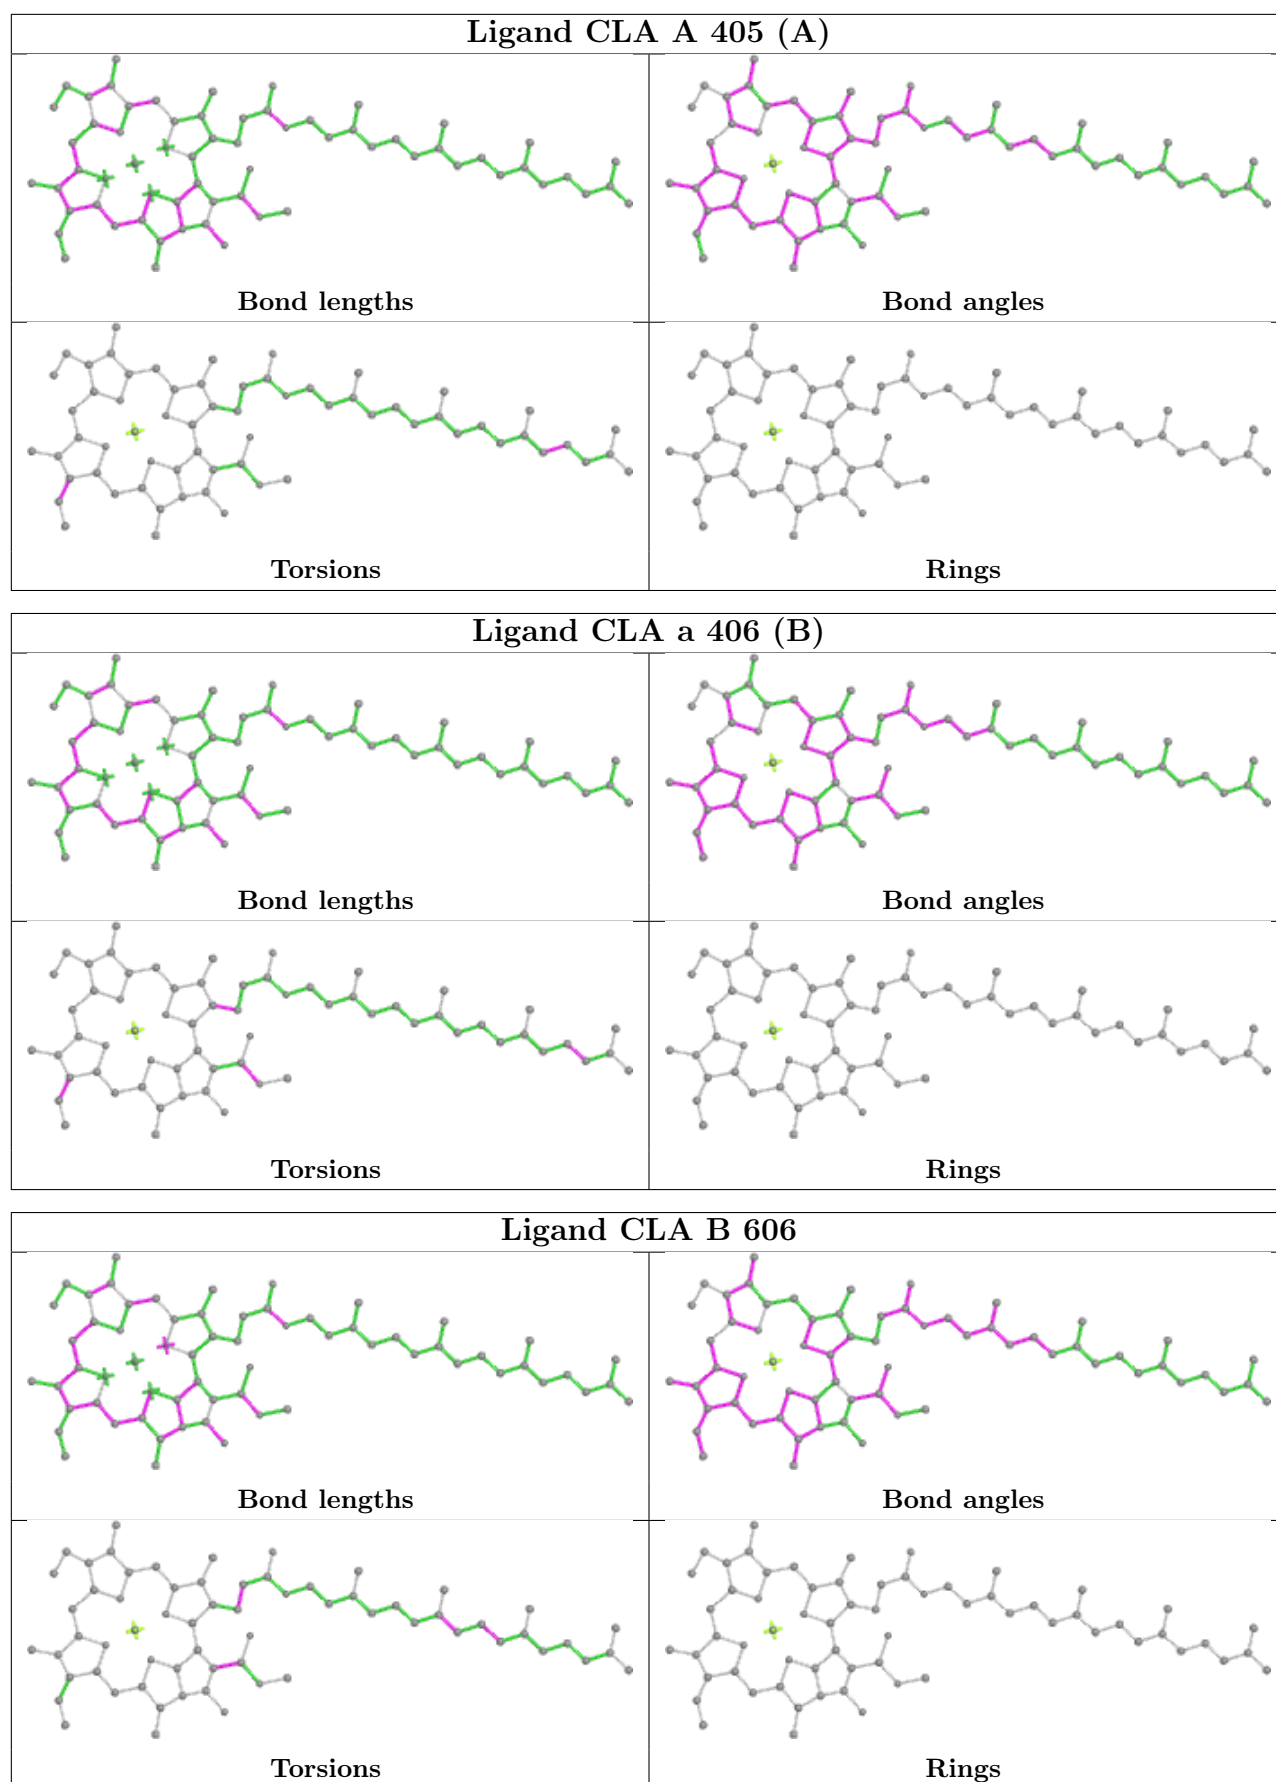 Ligand CLA A 405 (A)
Bond lengths
Bond angles
Torsions
Rings
Ligand CLA a 406 (B)
Bond lengths
Bond angles
Torsions
Rings
Ligand CLA B 606
Bond lengths
Bond angles
Torsions
Rings